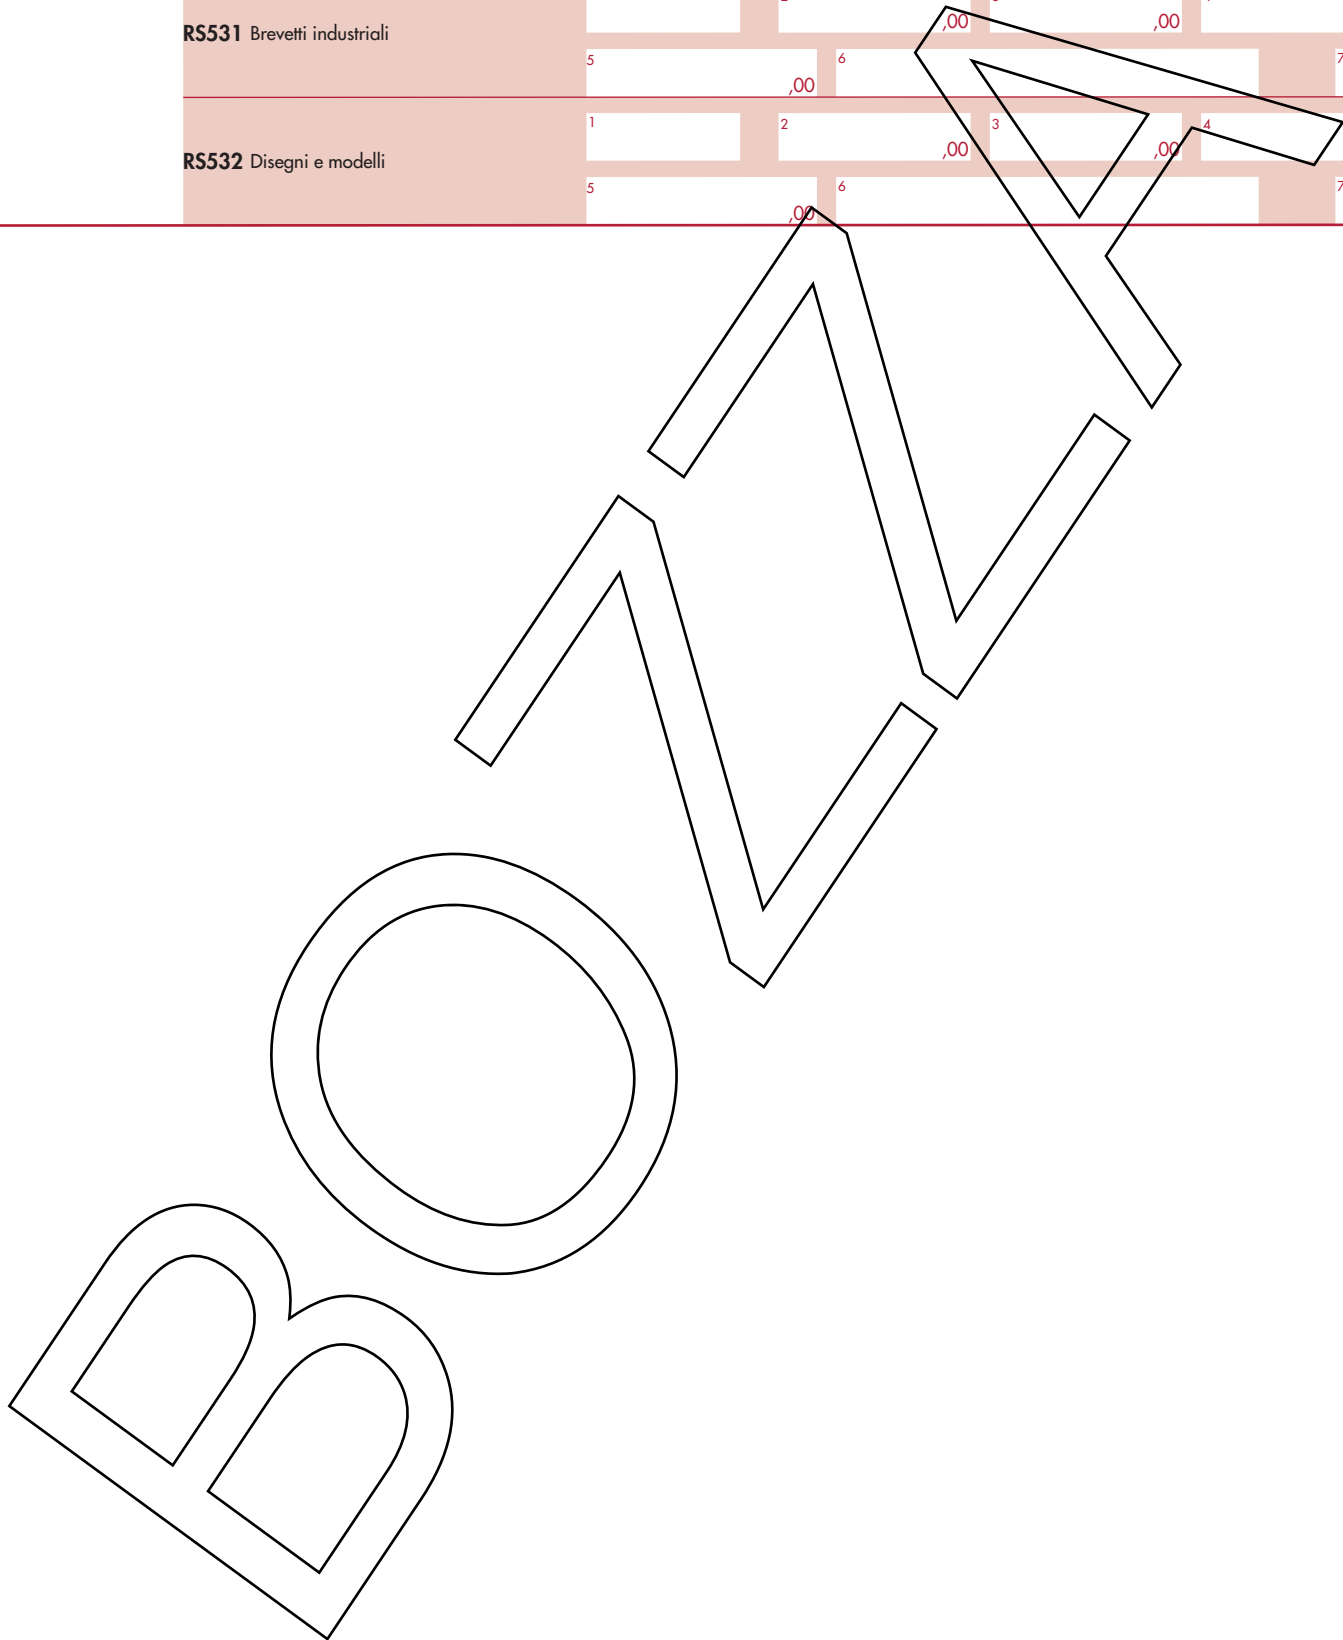 ,00 ,00
RS531 Brevetti industriali
5 6 7
,00
1 2 3 4
,00 ,00
RS532 Disegni e modelli
5 6 7
,00
BOZZA